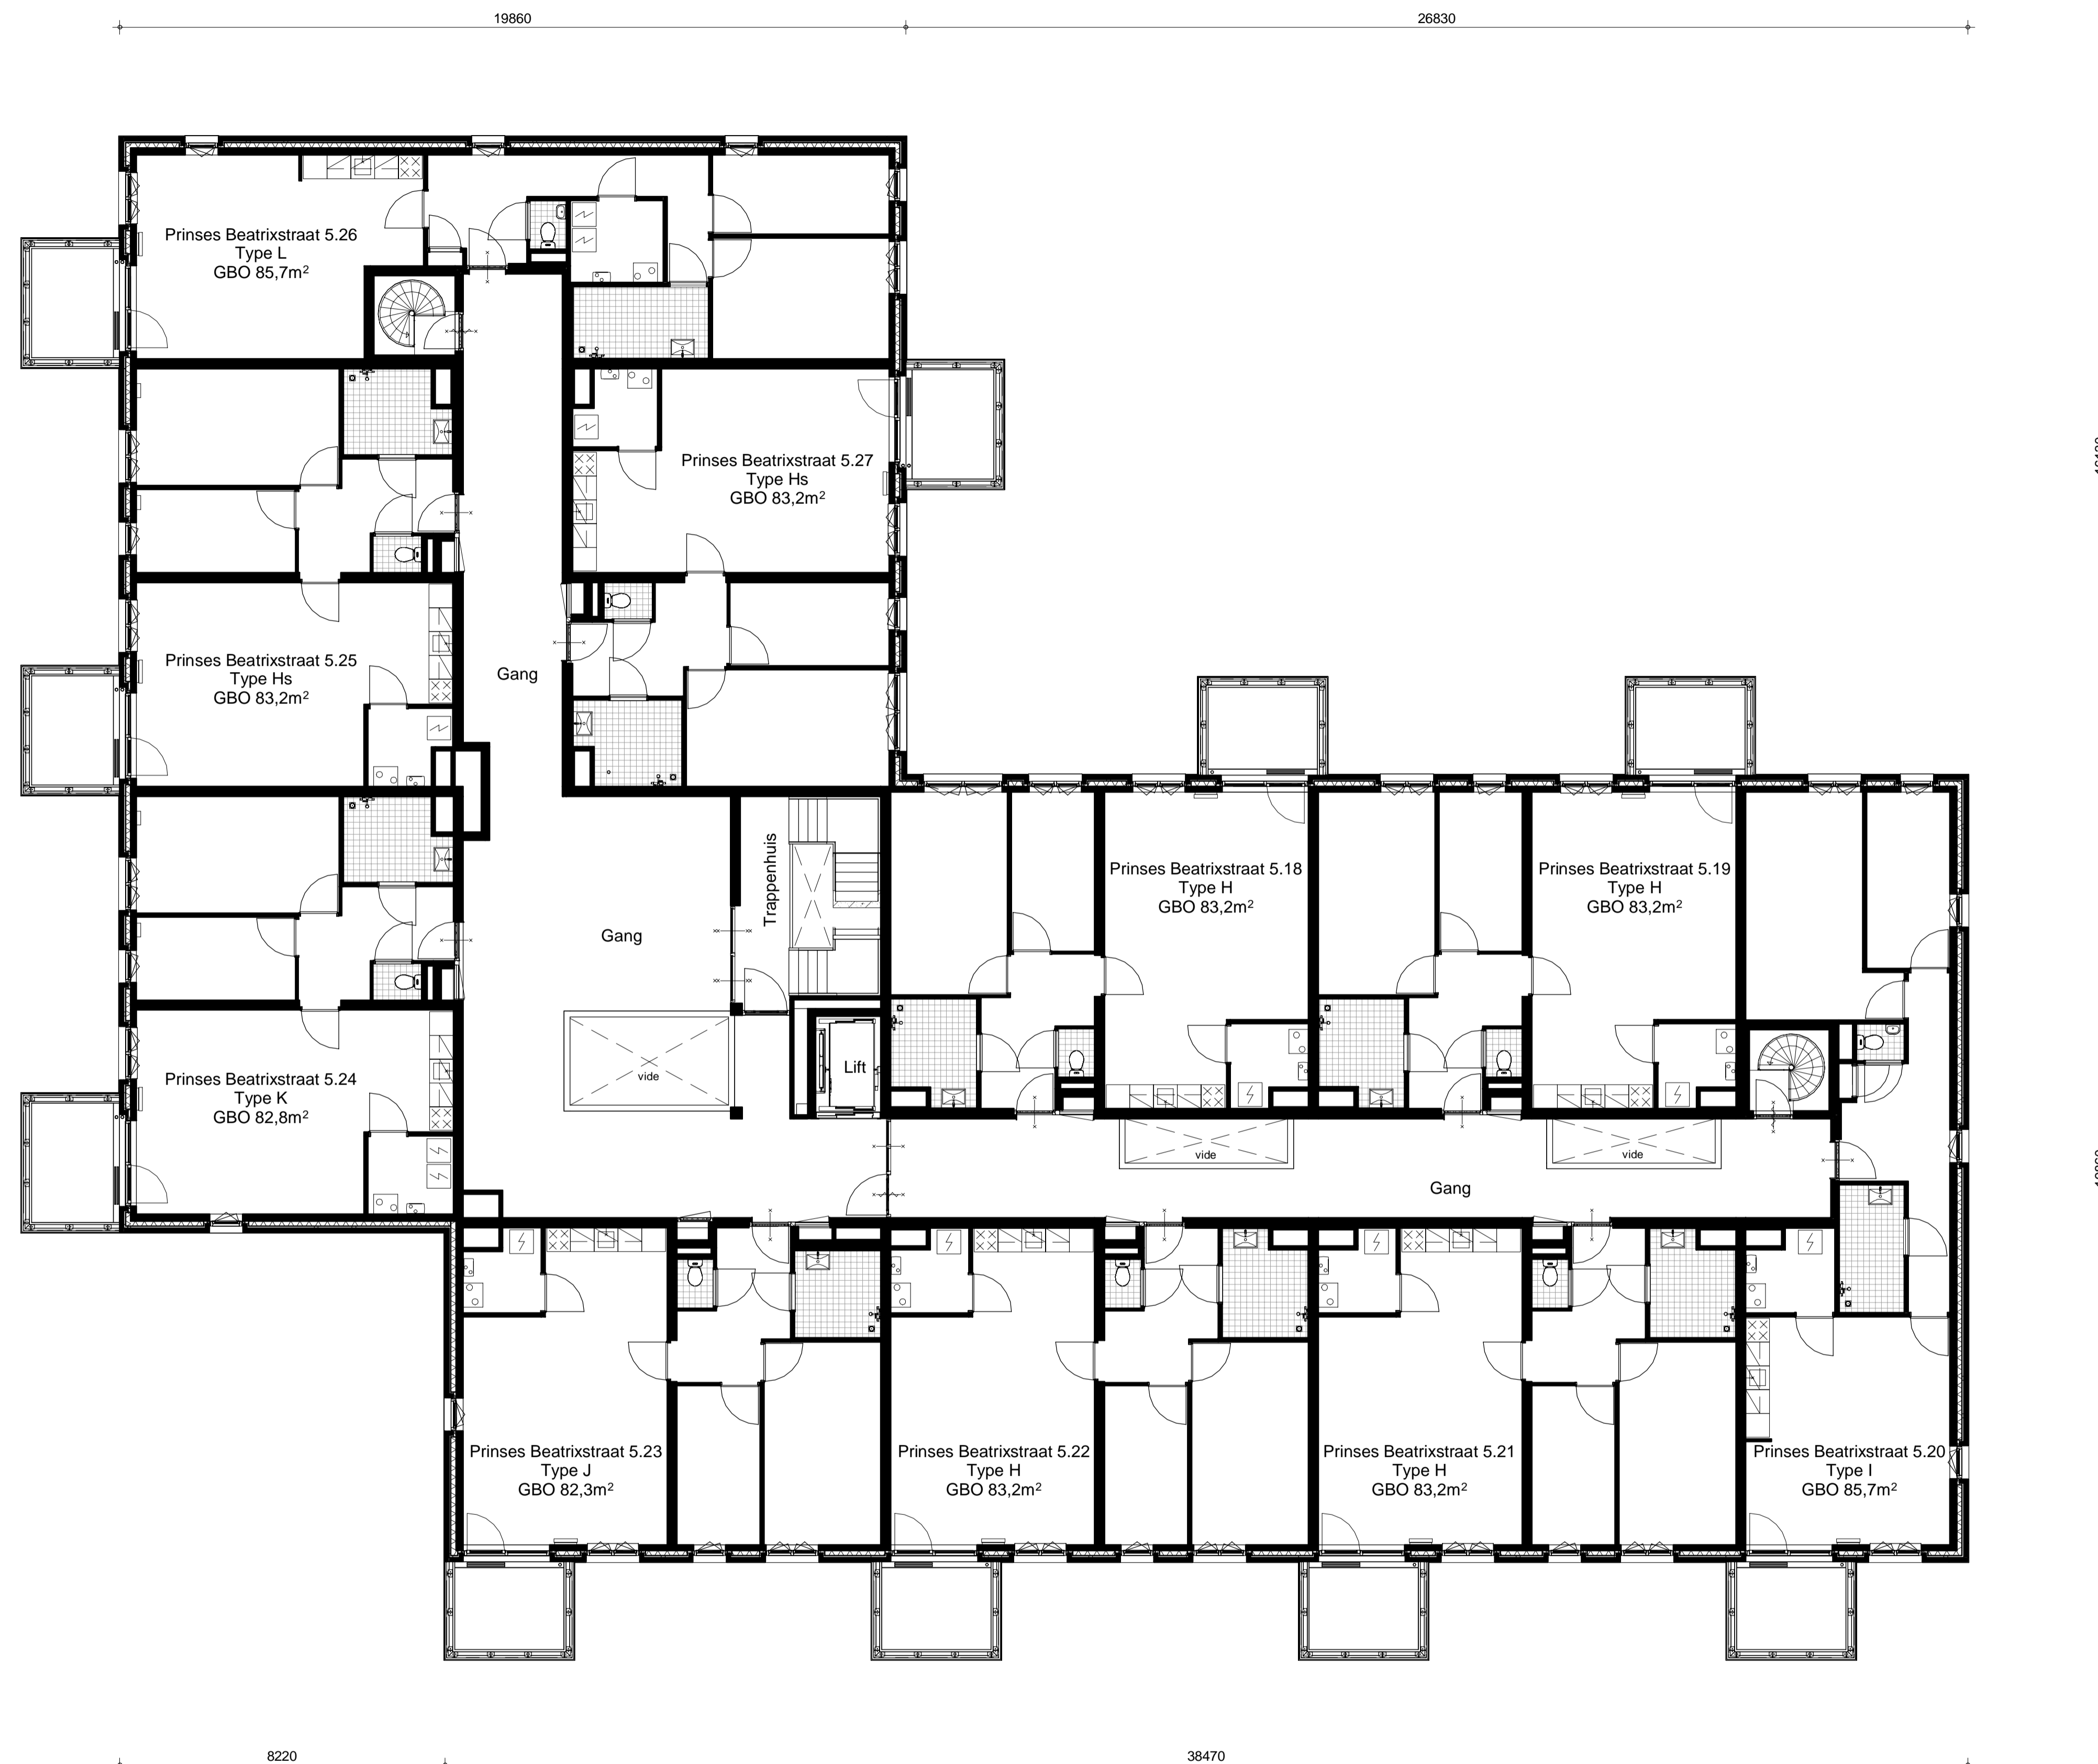 19860
26830
Prinses Beatrixstraat 5.26
Type L
GBO 85,7m²
Prinses Beatrixstraat 5.27
Type Hs
GBO 83,2m²
Prinses Beatrixstraat 5.25
Type Hs
GBO 83,2m²
Gang
Trappenhuis
Prinses Beatrixstraat 5.18
Type H
GBO 83,2m²
Prinses Beatrixstraat 5.19
Type H
GBO 83,2m²
Gang
Prinses Beatrixstraat 5.24
Type K
GBO 82,8m²
vide
Lift
vide
vide
Gang
Prinses Beatrixstraat 5.23
Type J
GBO 82,3m²
Prinses Beatrixstraat 5.22
Type H
GBO 83,2m²
Prinses Beatrixstraat 5.21
Type H
GBO 83,2m²
Prinses Beatrixstraat 5.20
Type I
GBO 85,7m²
8220
38470